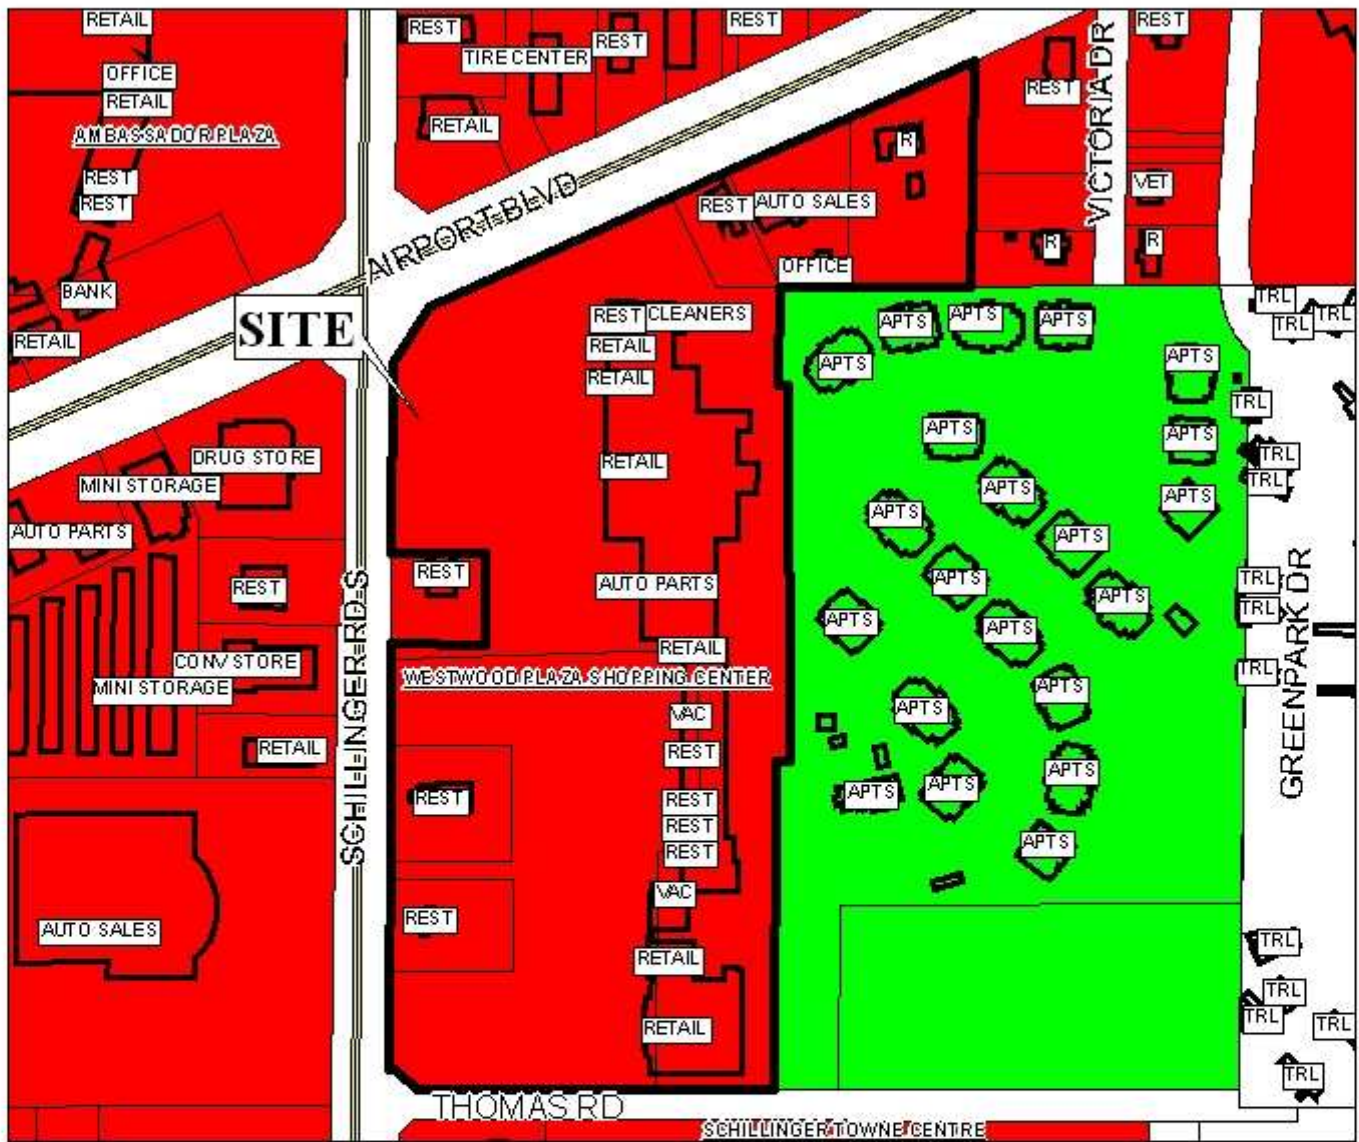 RETAIL
REST
REST
REST
REST
TIRE CENTER
OFFICE
RETAIL
REST
RETAIL
AMBASSADOR PLAZA
R
VICTORIA DR
REST
REST
VET
REST
AUTO SALES
AIRPORT BLVD
R
R
OFFICE
BANK
TRL
TRL
TRL
REST
CLEANERS
APTS
APTS
APTS
SITE
RETAIL
RETAIL
APTS
APTS
RETAIL
TRL
APTS
APTS
DRUG STORE
RETAIL
TRL
MINI STORAGE
TRL
APTS
APTS
AUTO PARTS
APTS
APTS
REST
REST
AUTO PARTS
APTS
TRL
APTS
TRL
APTS
APTS
SCHILLINGER RD S
RETAIL
CONV STORE
TRL
WESTWOOD PLAZA SHOPPING CENTER
MINI STORAGE
APTS
GREENPARK DR
VAC
APTS
RETAIL
REST
APTS
REST
REST
APTS
APTS
REST
REST
APTS
VAC
REST
AUTO SALES
TRL
RETAIL
TRL
TRL
TRL
RETAIL
TRL
THOMAS RD
SCHILLINGER TOWNE CENTRE